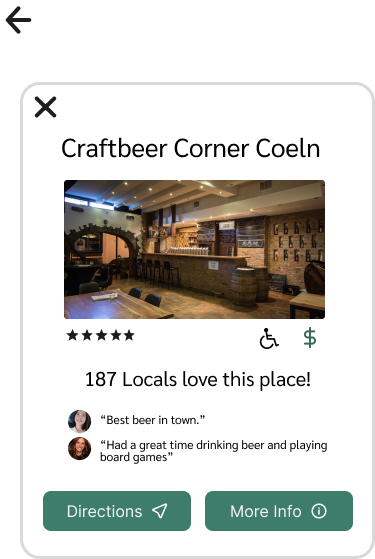 Craftbeer Corner Coeln
$
187 Locals love this place!
“Best beer in town.”
“Had a great time drinking beer and playing
board games”
Directions
More Info